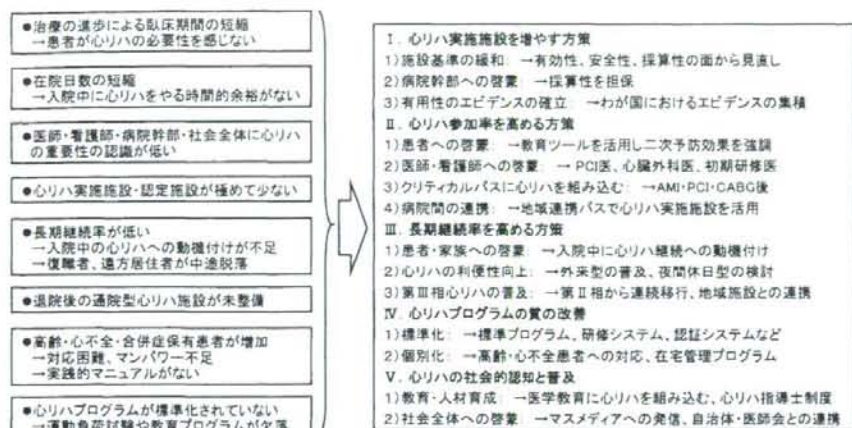 ●治療の進歩による臥床期間の短縮
→患者が心リハの必要性を感じない
●在院日数の短縮
→入院中に心リハをやる時間的余裕がない
●医師・看護師・病院幹部・社会全体に心リハ
の重要性の認識が低い
●心リハ実施施設・認定施設が極めて少ない
●長期継続率が低い
→入院中の心リハへの動機付けが不足
→復職者、遠方居住者が中途脱落
●退院後の通院型心リハ施設が未整備
●高齢・心不全・合併症保有患者が増加
→対応困難、マンパワー不足
→実践的マニュアルがない
●心リハプログラムが標準化されていない
→運動負荷試験や教育プログラムが欠落
Ⅰ. 心リハ実施施設を増やす方策
1)施設基準の緩和: →有効性、安全性、採算性の面から見直し
2)病院幹部への啓蒙: →採算性を担保
3)有用性のエビデンスの確立: →わが国におけるエビデンスの集積
Ⅱ. 心リハ参加率を高める方策
1)患者への啓蒙: →教育ツールを活用し二次予防効果を強調
2)医師・看護師への啓蒙: → PCI医、心臓外科医、初期研修医
3)クリティカルパスに心リハを組み込む: →AMI・PCI・CABG後
4)病院間の連携: →地域連携パスで心リハ実施施設を活用
Ⅲ. 長期継続率を高める方策
1)患者・家族への啓蒙: →入院中に心リハ継続への動機付け
2)心リハの利便性向上: →外来型の普及、夜間休日型の検討
3)第Ⅲ相心リハの普及: →第Ⅱ相から連続移行、地域施設との連携
Ⅳ. 心リハプログラムの質の改善
1)標準化: →標準プログラム、研修システム、認証システムなど
2)個別化: →高齢・心不全患者への対応、在宅管理プログラム
Ⅴ. 心リハの社会的認知と普及
1)教育・人材育成: →医学教育に心リハを組み込む、心リハ指導士制度
2)社会全体への啓蒙: →マスメディアへの発信、自治体・医師会との連携